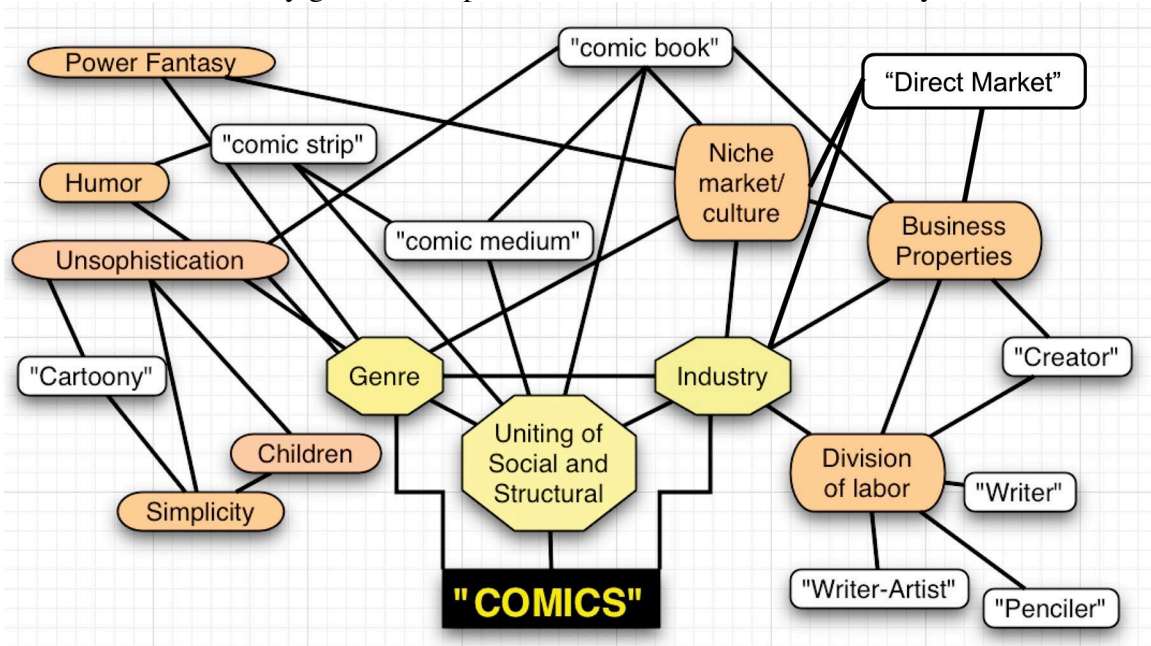 "comic book"
Power Fantasy
“Direct Market”
"comic strip"
Niche
market/
culture
Humor
"comic medium"
Business
Properties
Unsophistication
"Creator"
"Cartoony"
Genre
Industry
Uniting of
Social and
Structural
Children
Division
of labor
"Writer"
Simplicity
"Writer-Artist"
"Penciler"
"COMICS"